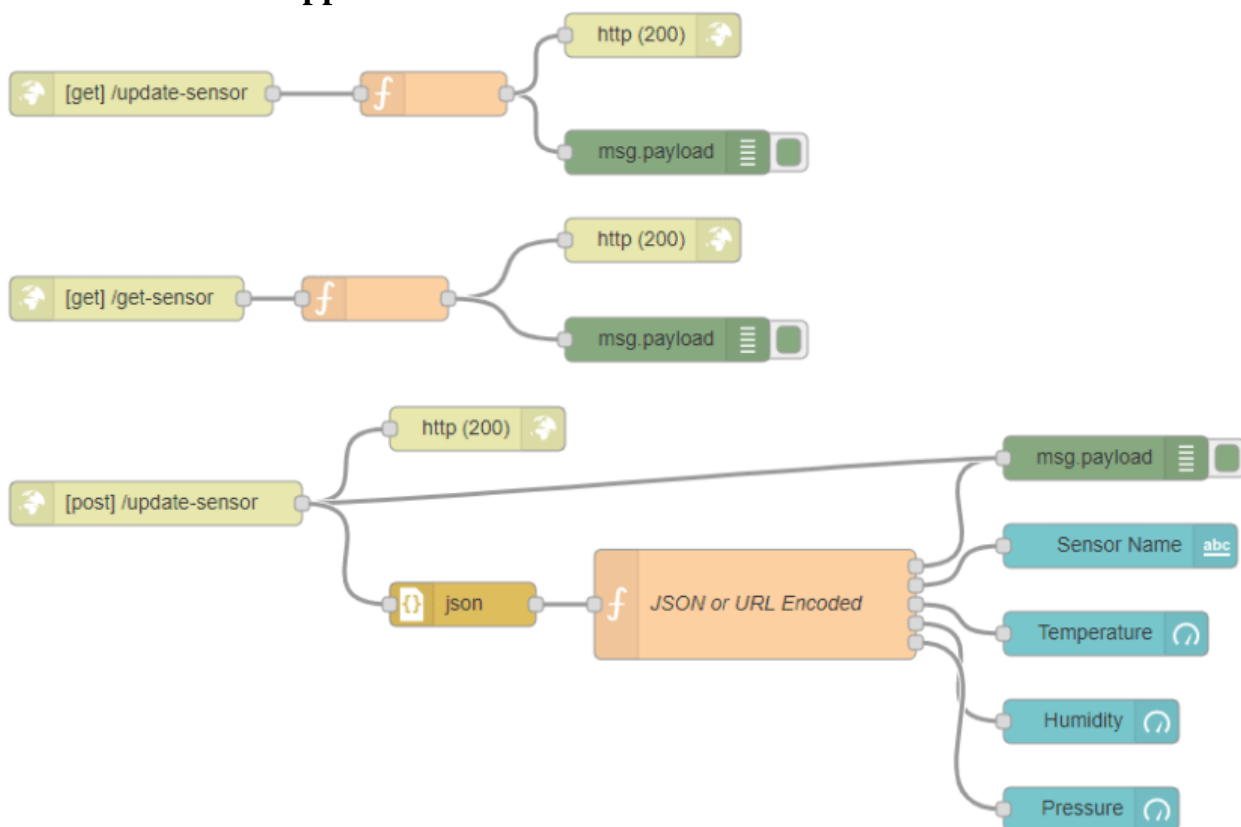 pp
http (200)
[get] /update-sensor
msg.payload
http (200)
[get] /get-sensor
msg.payload
http (200)
msg.payload
[post] /update-sensor
Sensor Name abc
json
JSON or URL Encoded
Temperature
Humidity
Pressure